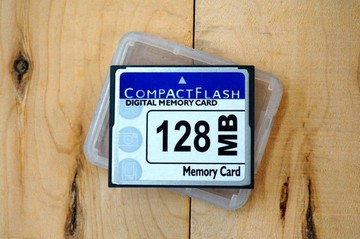 COMPACTFLASH
DIGITAL MEMORY CARD
128 MB
Memory Card